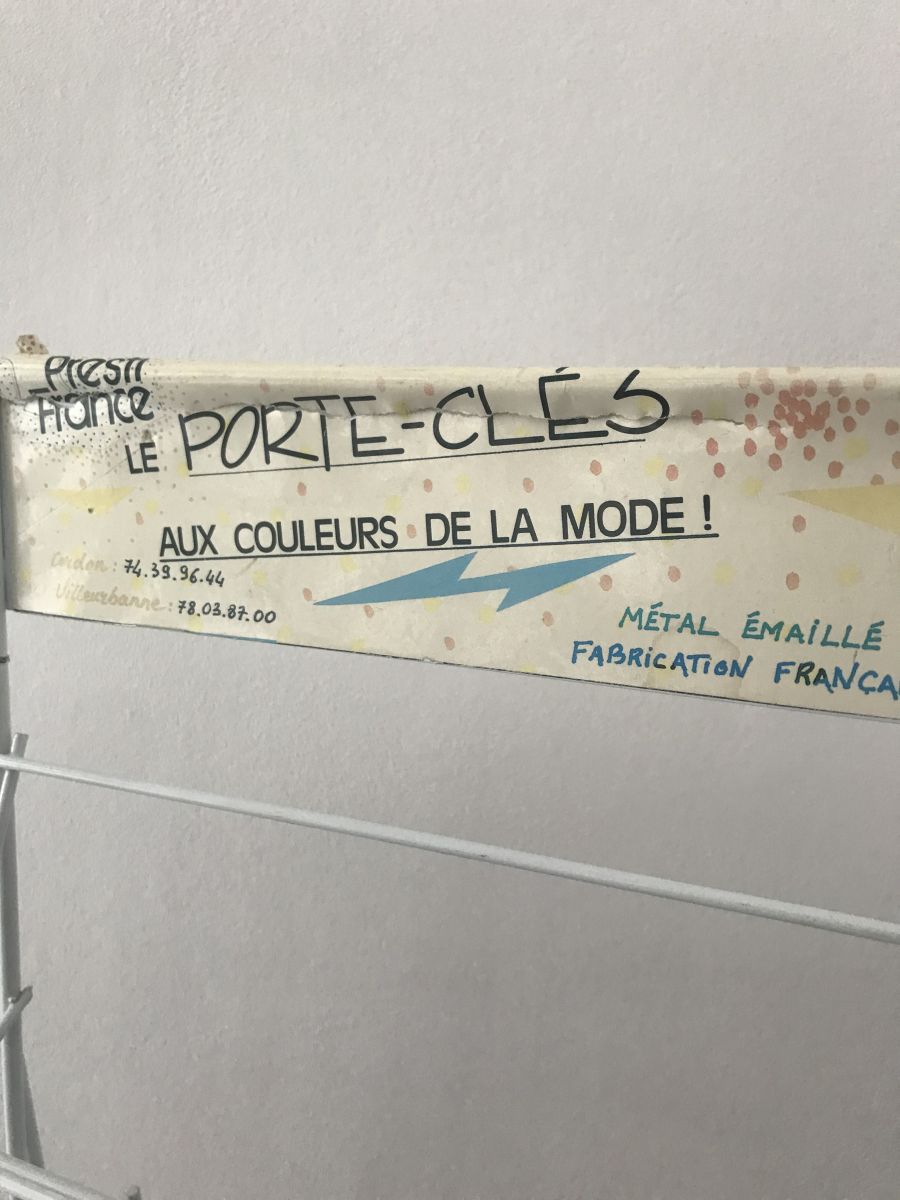 Presti
France
LE PORTE-CLÉS
AUX COULEURS DE LA MODE !
Cordon : 74.39.96.44
Villeurbanne : 78.03.87.00
MÉTAL ÉMAILLÉ
FABRICATION FRANÇA